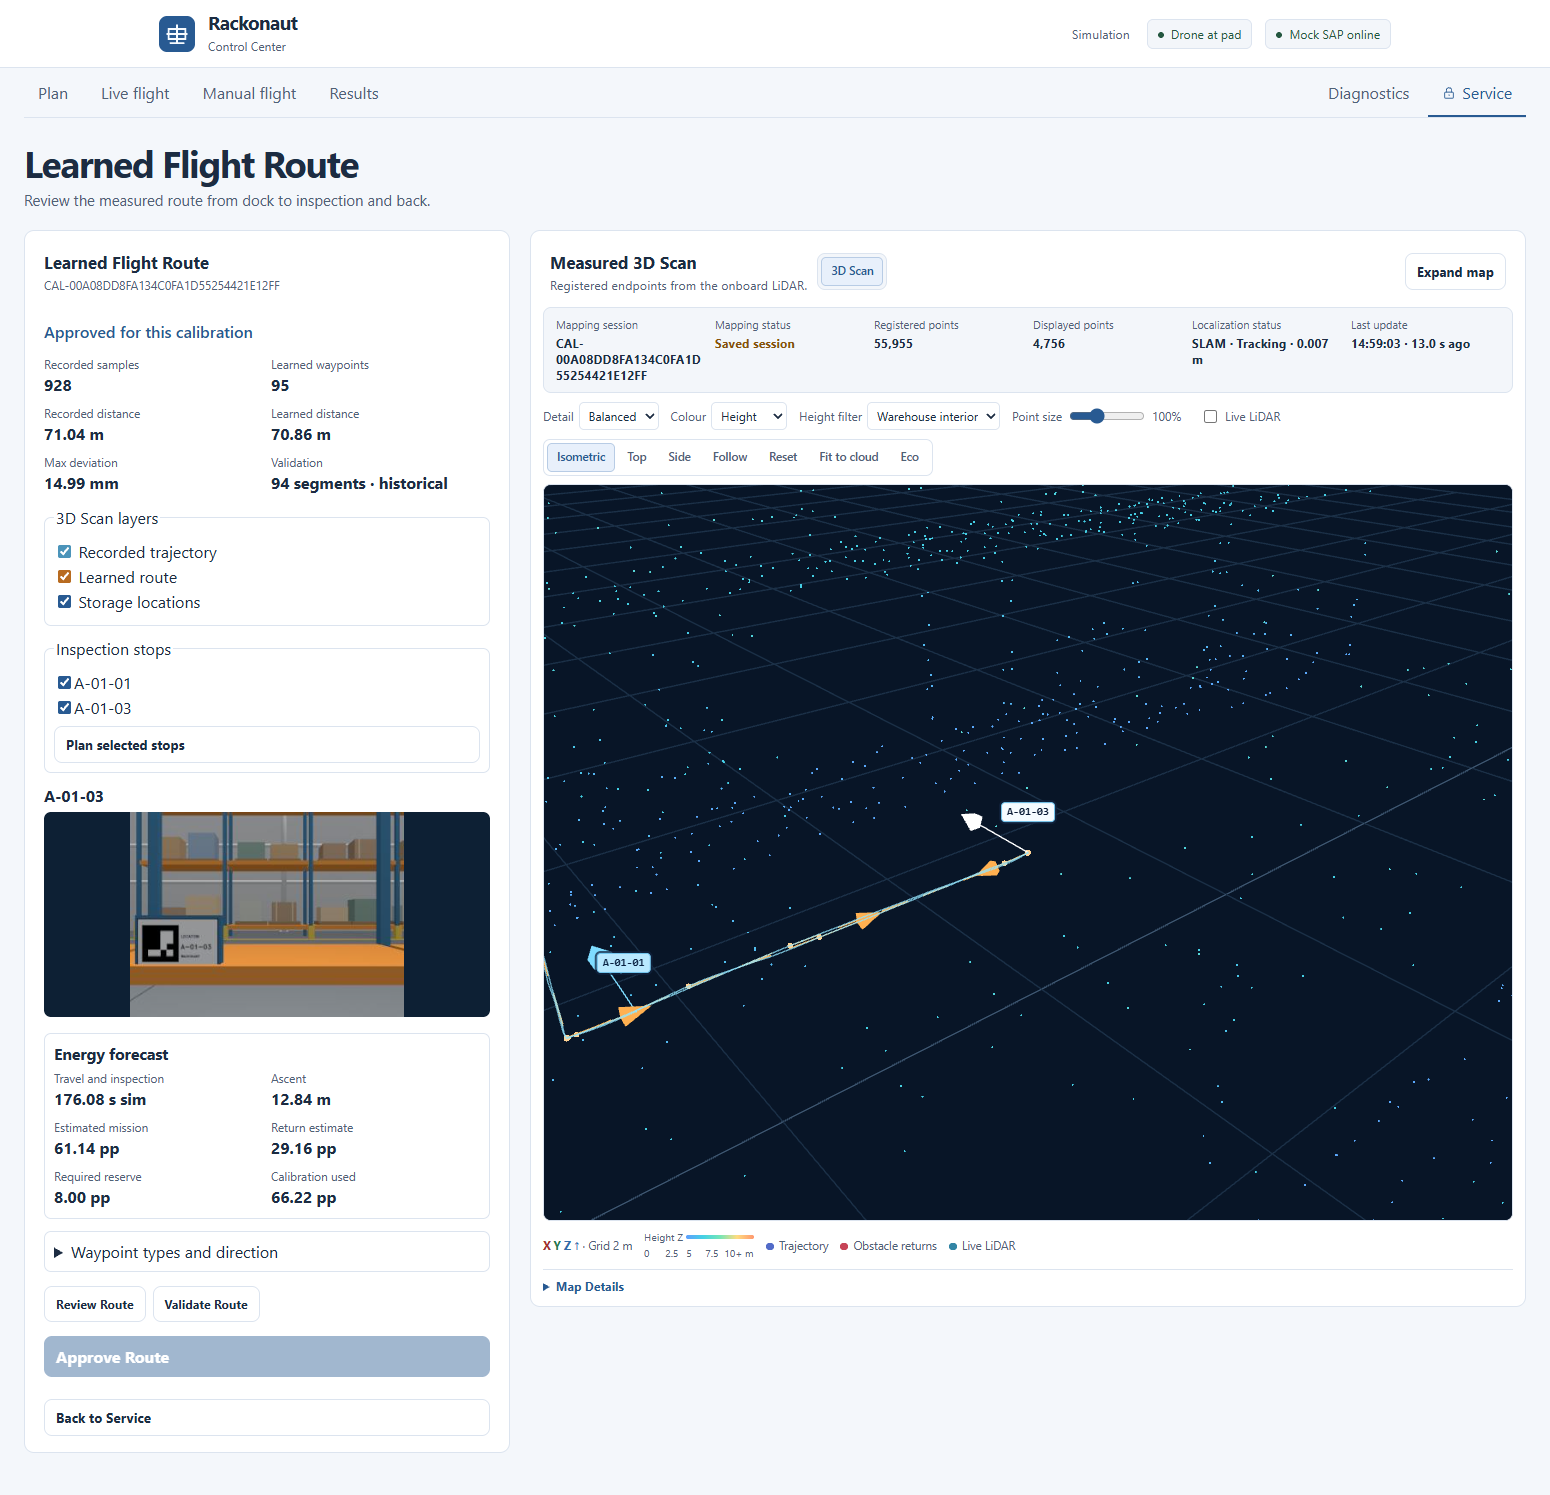 Rackonaut
Control Center
Simulation
Drone at pad
Mock SAP online
Plan
Live flight
Manual flight
Results
Diagnostics
Service
Learned Flight Route
Review the measured route from dock to inspection and back.
Learned Flight Route
CAL-00A08DD8FA134C0FA1D55254421E12FF
Approved for this calibration
Recorded samples
928
Learned waypoints
95
Recorded distance
71.04 m
Learned distance
70.86 m
Max deviation
14.99 mm
Validation
94 segments · historical
3D Scan layers
Recorded trajectory
Learned route
Storage locations
Inspection stops
A-01-01
A-01-03
Plan selected stops
A-01-03
LOCATION
A-01-03
Energy forecast
Travel and inspection
176.08 s sim
Ascent
12.84 m
Estimated mission
61.14 pp
Return estimate
29.16 pp
Required reserve
8.00 pp
Calibration used
66.22 pp
Waypoint types and direction
Review Route
Validate Route
Approve Route
Back to Service
Measured 3D Scan
Registered endpoints from the onboard LiDAR.
3D Scan
Expand map
Mapping session
CAL-
00A08DD8FA134C0FA1D
55254421E12FF
Mapping status
Saved session
Registered points
55,955
Displayed points
4,756
Localization status
SLAM · Tracking · 0.007
m
Last update
14:59:03 · 13.0 s ago
Detail
Balanced
Colour
Height
Height filter
Warehouse interior
Point size
100%
Live LiDAR
Isometric
Top
Side
Follow
Reset
Fit to cloud
Eco
A-01-03
A-01-01
X Y Z ↑ · Grid 2 m
Height Z
0 2.5 5 7.5 10+ m
Trajectory
Obstacle returns
Live LiDAR
Map Details